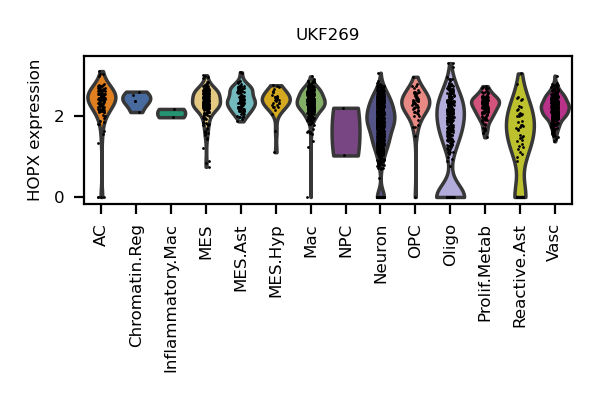 UKF269
HOPX expression
2
0
AC
Chromatin.Reg
Inflammatory.Mac
MES
MES.Ast
MES.Hyp
Mac
NPC
Neuron
OPC
Oligo
Prolif.Metab
Reactive.Ast
Vasc